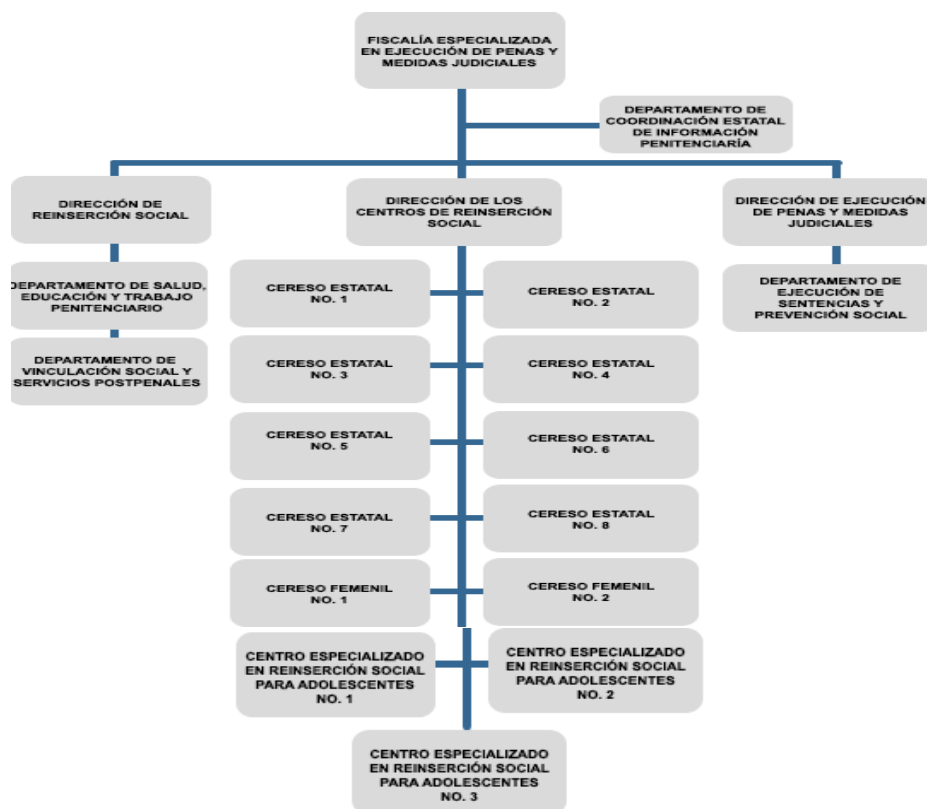 FISCALÍA ESPECIALIZADA
EN EJECUCIÓN DE PENAS Y
MEDIDAS JUDICIALES
DEPARTAMENTO DE
COORDINACIÓN ESTATAL
DE INFORMACIÓN
PENITENCIARÍA
DIRECCIÓN DE
REINSERCIÓN SOCIAL
DIRECCIÓN DE LOS
CENTROS DE REINSERCIÓN
SOCIAL
DIRECCIÓN DE EJECUCIÓN
DE PENAS Y MEDIDAS
JUDICIALES
DEPARTAMENTO DE SALUD,
EDUCACIÓN Y TRABAJO
PENITENCIARIO
DEPARTAMENTO DE
VINCULACIÓN SOCIAL Y
SERVICIOS POSTPENALES
DEPARTAMENTO DE
EJECUCIÓN DE
SENTENCIAS Y
PREVENCIÓN SOCIAL
CERESO ESTATAL
NO. 1
CERESO ESTATAL
NO. 2
CERESO ESTATAL
NO. 3
CERESO ESTATAL
NO. 4
CERESO ESTATAL
NO. 5
CERESO ESTATAL
NO. 6
CERESO ESTATAL
NO. 7
CERESO ESTATAL
NO. 8
CERESO FEMENIL
NO. 1
CERESO FEMENIL
NO. 2
CENTRO ESPECIALIZADO
EN REINSERCIÓN SOCIAL
PARA ADOLESCENTES
NO. 1
CENTRO ESPECIALIZADO
EN REINSERCIÓN SOCIAL
PARA ADOLESCENTES
NO. 2
CENTRO ESPECIALIZADO
EN REINSERCIÓN SOCIAL
PARA ADOLESCENTES
NO. 3